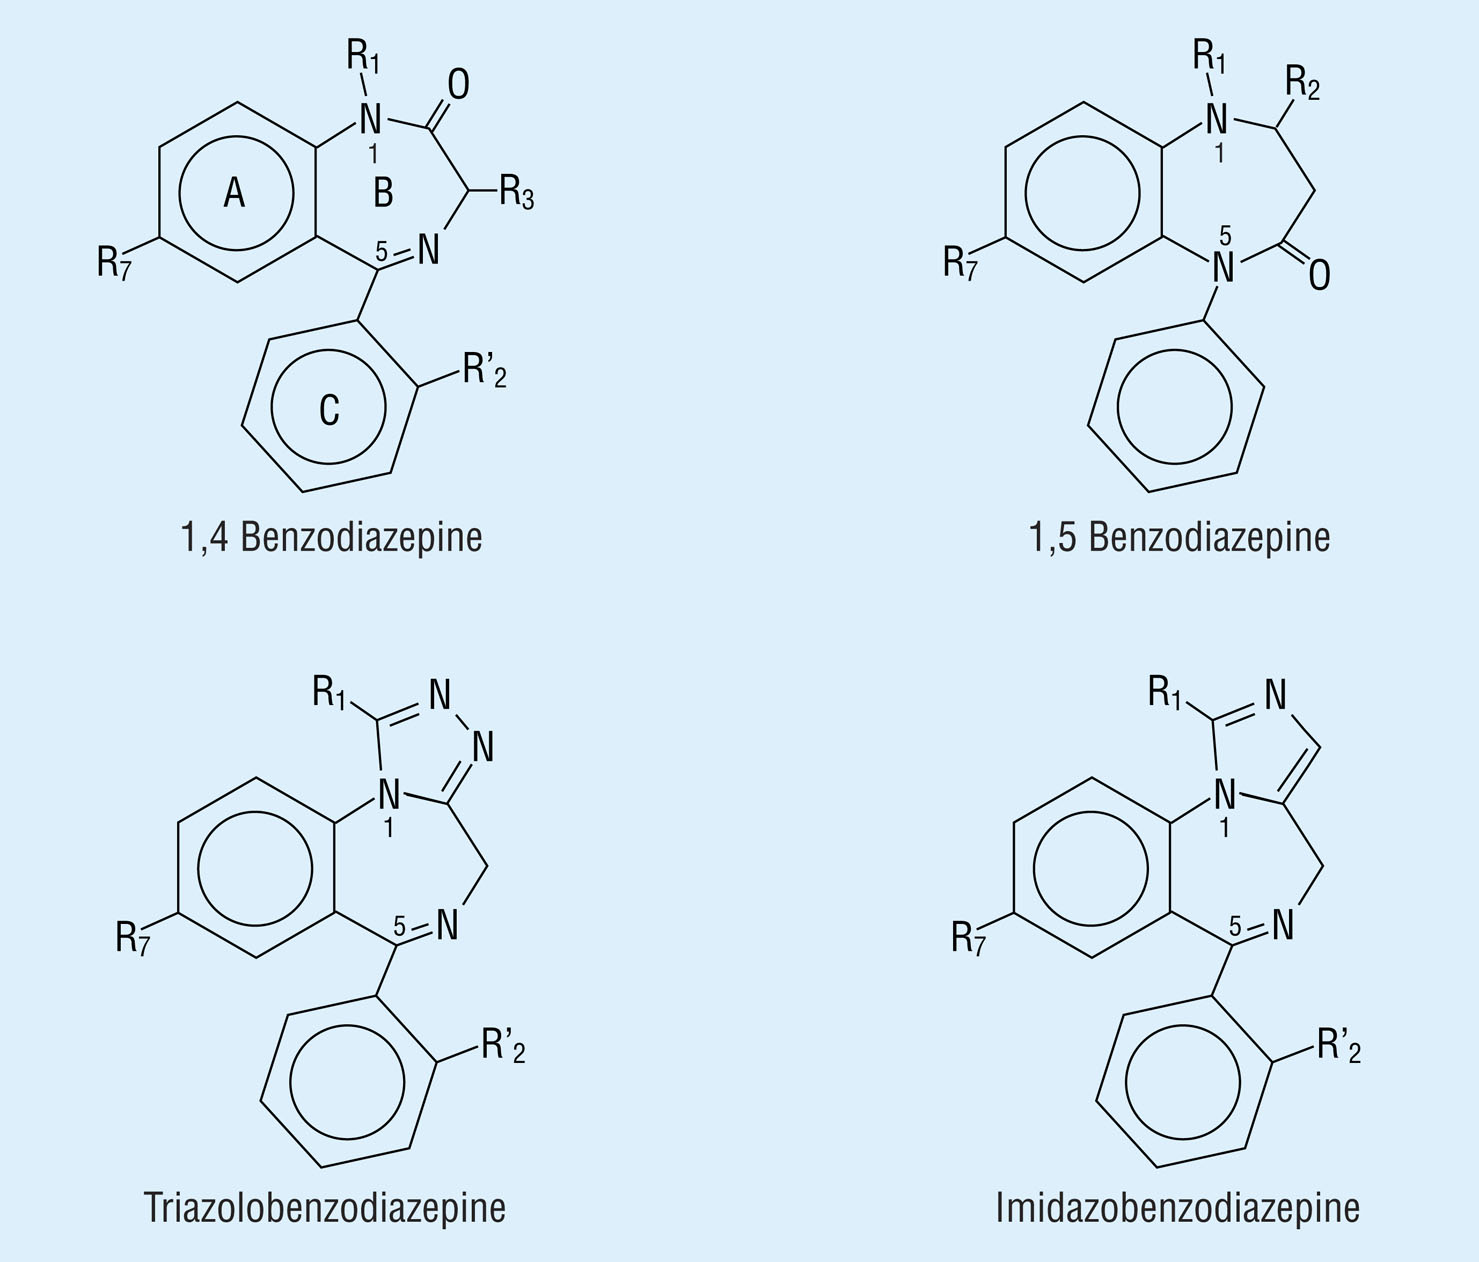 R1
O
N
1
A
B
R3
5
N
R7
R’2
C
1,4 Benzodiazepine
R1
R2
N
1
5
R7
N
O
1,5 Benzodiazepine
R1
N
N
N
1
5
N
R7
R’2
Triazolobenzodiazepine
R1
N
N
1
5
N
R7
R’2
Imidazobenzodiazepine